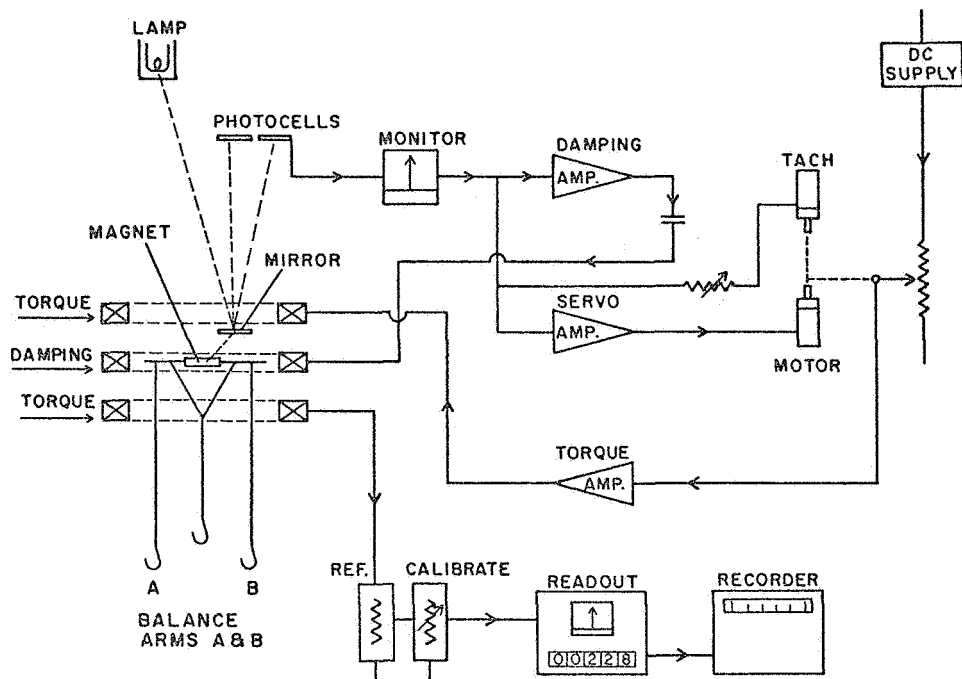 LAMP
PHOTOCELLS
MONITOR
DAMPING
AMP.
DC
SUPPLY
TACH
MAGNET
MIRROR
TORQUE
DAMPING
TORQUE
SERVO
AMP.
MOTOR
TORQUE
AMP.
A
B
BALANCE
ARMS A & B
REF.
CALIBRATE
READOUT
00228
RECORDER